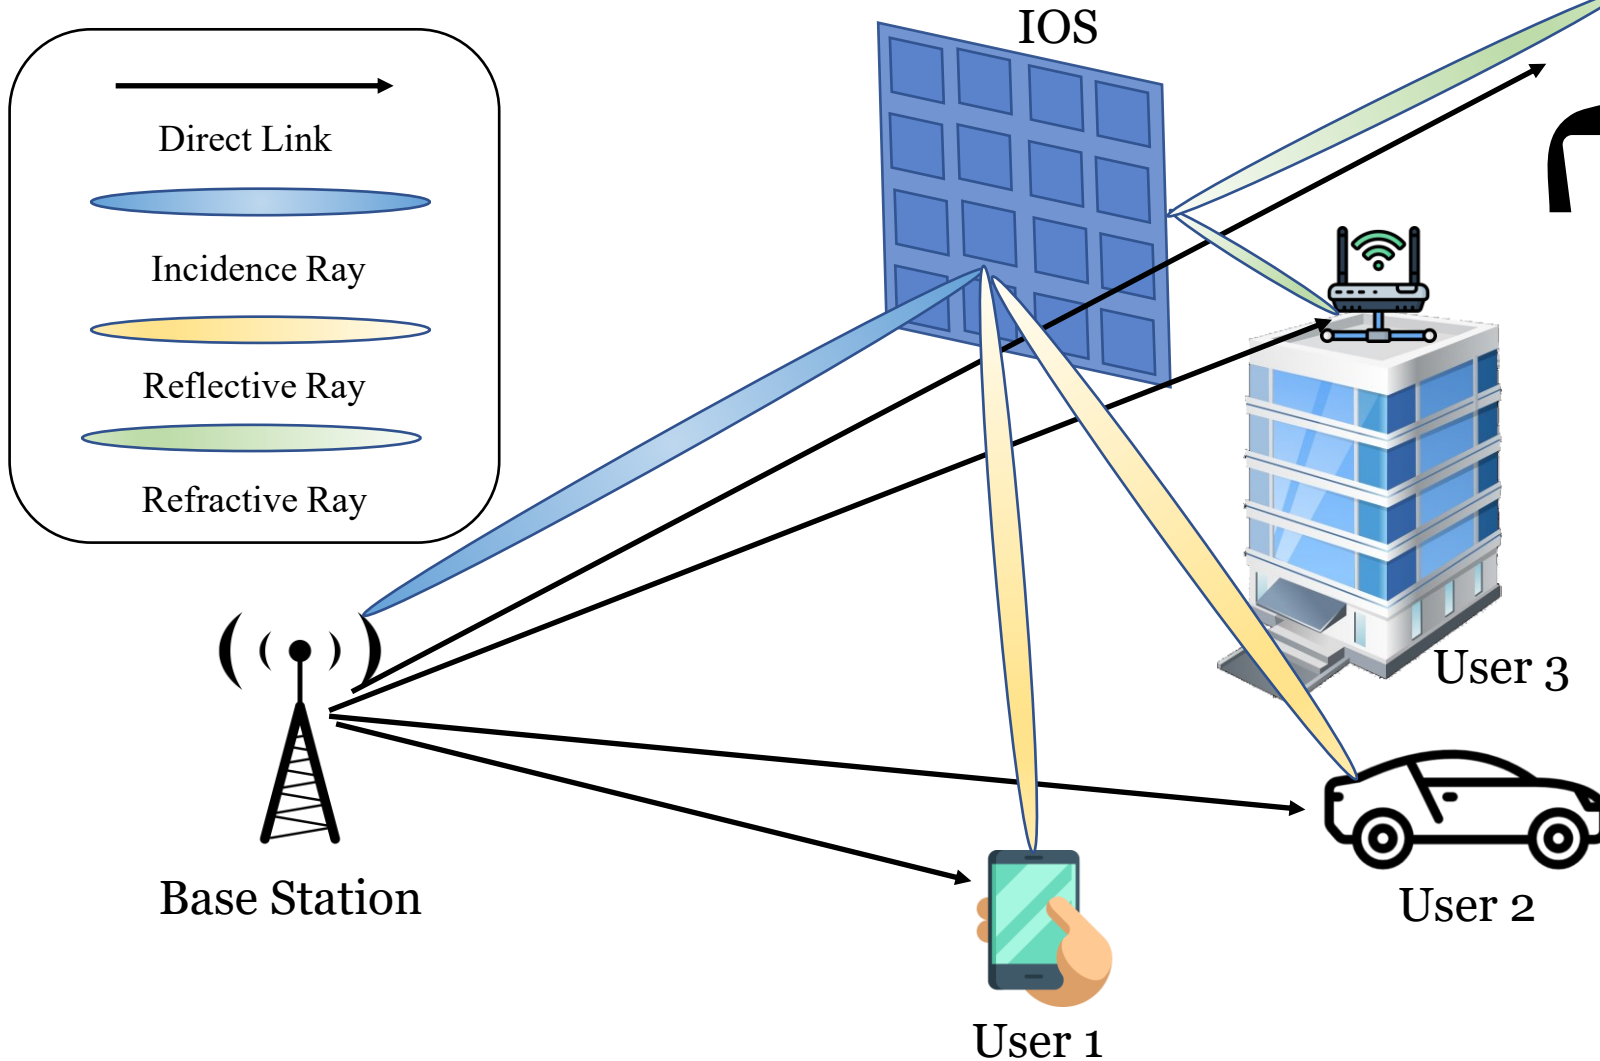 IOS
Direct Link
Incidence Ray
Reflective Ray
Refractive Ray
User 3
Base Station
User 2
User 1